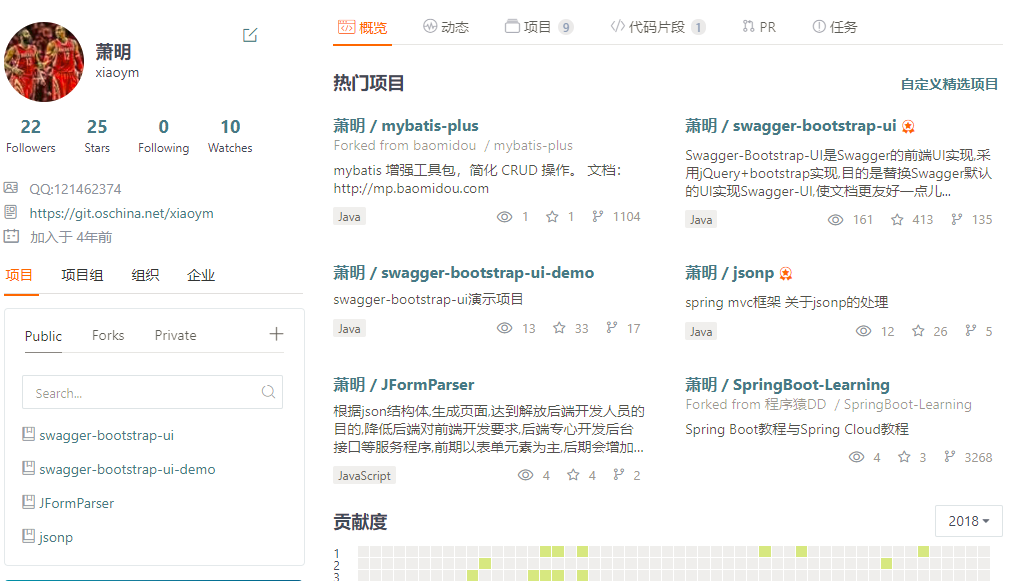 萧明
xiaoym
22 25 0 10
Followers Stars Following Watches
QQ:121462374
https://git.oschina.net/xiaoym
加入于 4年前
项目 项目组 组织 企业
Public Forks Private
Search...
swagger-bootstrap-ui
swagger-bootstrap-ui-demo
JFormParser
jsonp
概览 动态 项目 9 代码片段 1 PR 任务
热门项目 自定义精选项目
萧明 / mybatis-plus
Forked from baomidou / mybatis-plus
mybatis 增强工具包，简化 CRUD 操作。 文档：
http://mp.baomidou.com
Java 1 1 1104
萧明 / swagger-bootstrap-ui
Swagger-Bootstrap-UI是Swagger的前端UI实现,采
用jQuery+bootstrap实现,目的是替换Swagger默认
的UI实现Swagger-UI,使文档更友好一点儿...
Java 161 413 135
萧明 / swagger-bootstrap-ui-demo
swagger-bootstrap-ui演示项目
Java 13 33 17
萧明 / jsonp
spring mvc框架 关于jsonp的处理
Java 12 26 5
萧明 / JFormParser
根据json结构体,生成页面,达到解放后端开发人员的
目的,降低后端对前端开发要求,后端专心开发后台
接口等服务程序,前期以表单元素为主,后期会增加...
JavaScript 4 4 2
萧明 / SpringBoot-Learning
Forked from 程序猿DD / SpringBoot-Learning
Spring Boot教程与Spring Cloud教程
4 3 3268
贡献度 2018
1
2
3